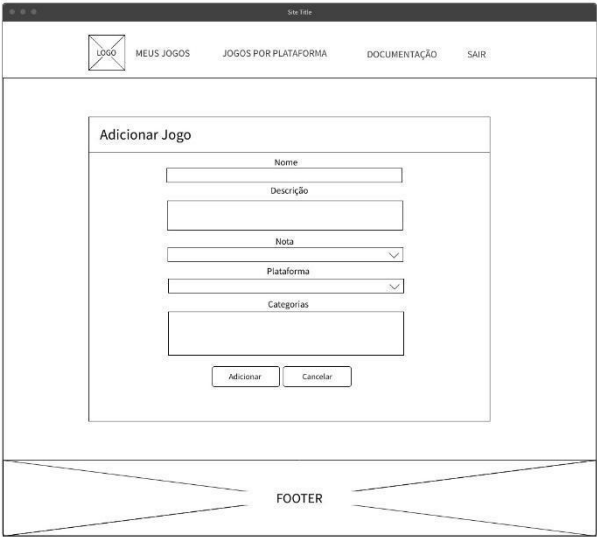 Site Title
LOGO MEUS JOGOS JOGOS POR PLATAFORMA DOCUMENTAÇÃO SAIR
Adicionar Jogo
Nome
Descrição
Nota
Plataforma
Categorias
Adicionar Cancelar
FOOTER